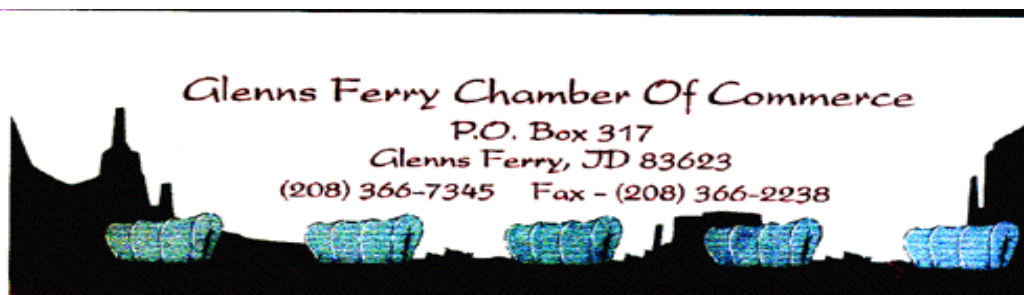 Glenns Ferry Chamber Of Commerce
P.O. Box 317
Glenns Ferry, ID 83623
(208) 366-7345 Fax - (208) 366-2238